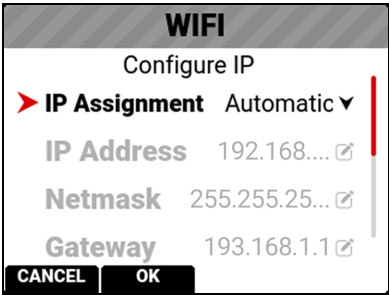 WIFI
Configure IP
IP Assignment Automatic
IP Address 192.168....
Netmask 255.255.25...
Gateway 193.168.1.1
CANCEL OK